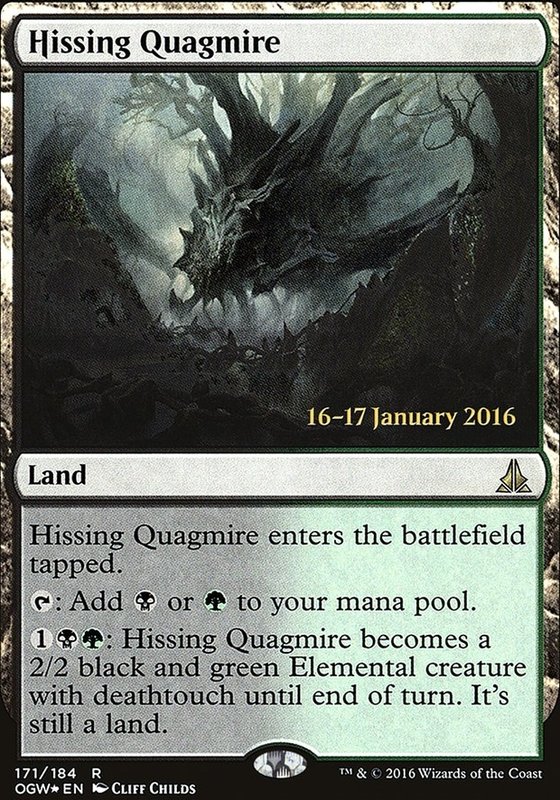 Hissing Quagmire
16–17 January 2016
Land
Hissing Quagmire enters the battlefield
tapped.
: Add or to your mana pool.
1: Hissing Quagmire becomes a
2/2 black and green Elemental creature
with deathtouch until end of turn. It's
still a land.
171/184 R
OGW★EN Cliff Childs
™ & © 2016 Wizards of the Coast